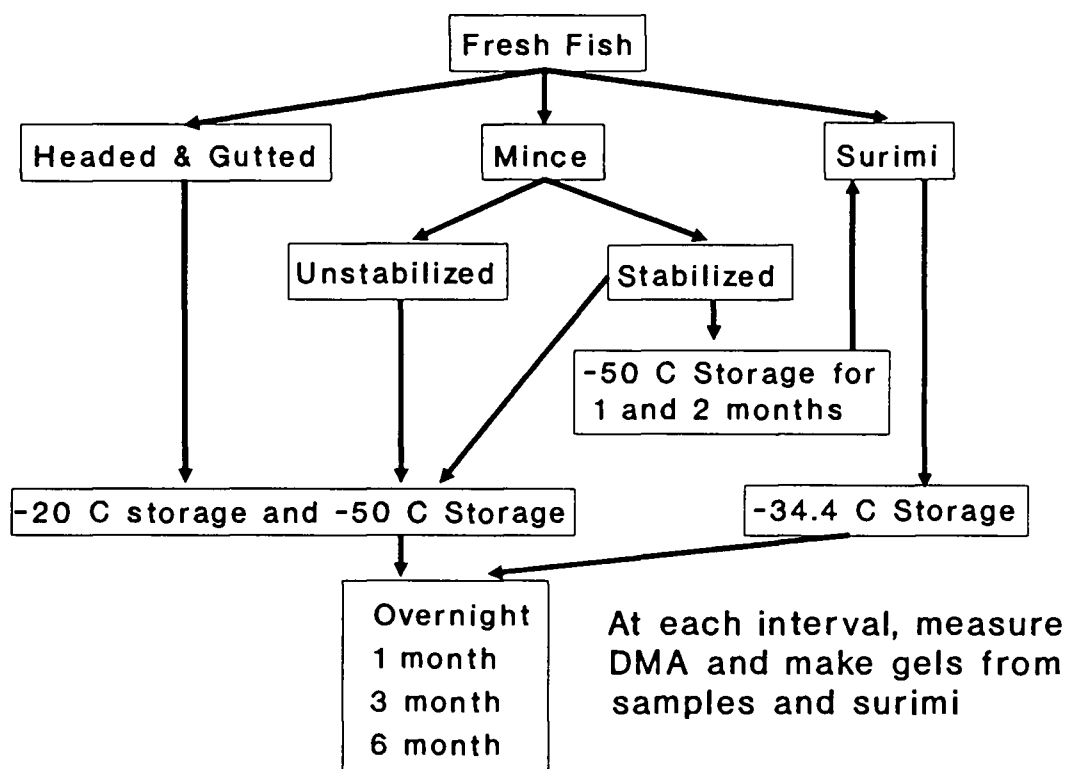 Fresh Fish
Headed & Gutted
Mince
Surimi
Unstabilized
Stabilized
-50 C Storage for
1 and 2 months
-20 C storage and -50 C Storage
-34.4 C Storage
Overnight
1 month
3 month
6 month
At each interval, measure
DMA and make gels from
samples and surimi